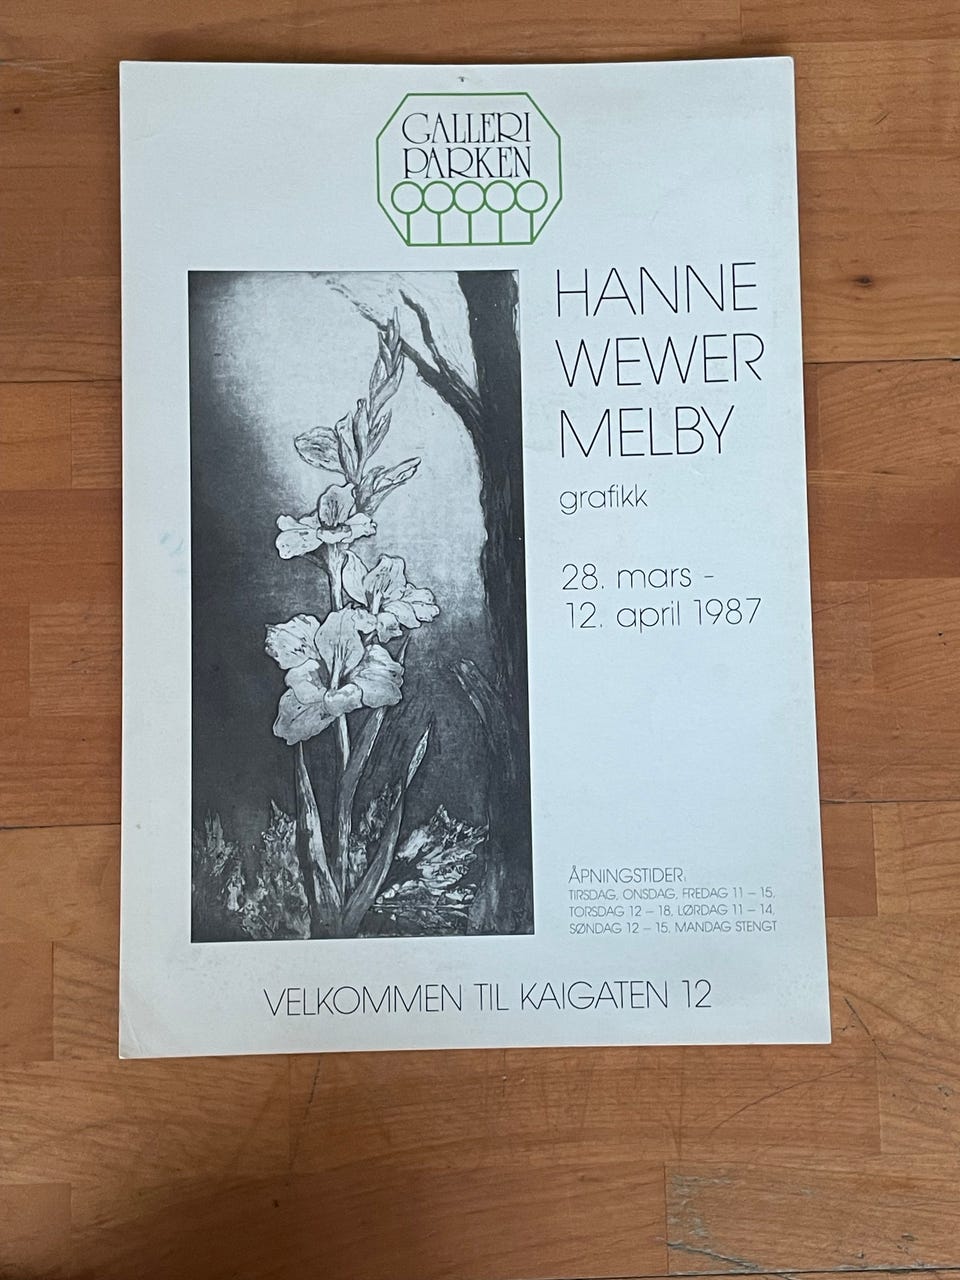 GALLERI
PARKEN
HANNE
WEWER
MELBY
grafikk
28. mars -
12. april 1987
ÅPNINGSTIDER:
TIRSDAG, ONSDAG, FREDAG 11 – 15,
TORSDAG 12 – 18, LØRDAG 11 – 14,
SØNDAG 12 – 15, MANDAG STENGT
VELKOMMEN TIL KAIGATEN 12